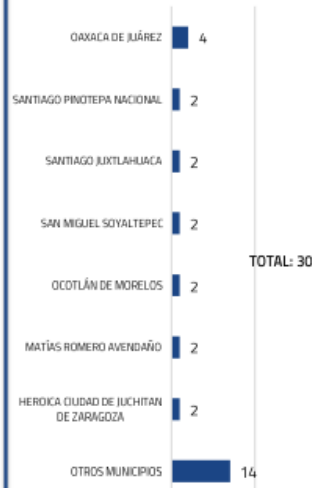 OAXACA DE JUÁREZ 4
SANTIAGO PINOTEPA NACIONAL 2
SANTIAGO JUXTLAHUACA 2
SAN MIGUEL SOYALTEPEC 2
TOTAL: 30
OCOTLÁN DE MORELOS 2
MATÍAS ROMERO AVENDAÑO 2
HEROICA CIUDAD DE JUCHITAN
DE ZARAGOZA 2
OTROS MUNICIPIOS 14